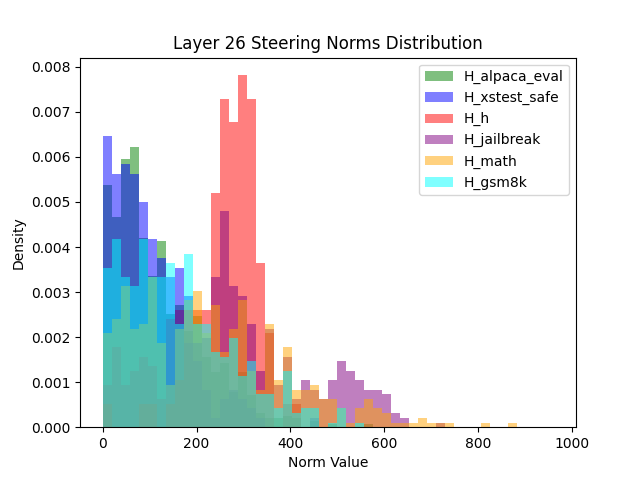 Layer 26 Steering Norms Distribution
0.008
0.007
0.006
0.005
0.004
0.003
0.002
0.001
0.000
Density
H_alpaca_eval
H_xstest_safe
H_h
H_jailbreak
H_math
H_gsm8k
0
200
400
600
800
1000
Norm Value